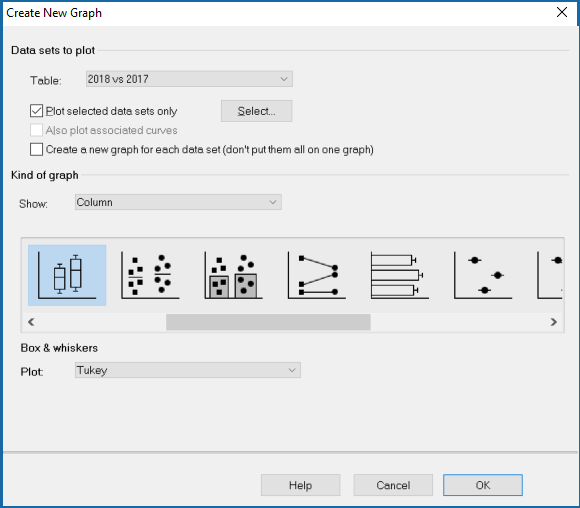 Create New Graph
Data sets to plot
Table: 2018 vs 2017
Plot selected data sets only Select...
Also plot associated curves
Create a new graph for each data set (don't put them all on one graph)
Kind of graph
Show: Column
Box & whiskers
Plot: Tukey
Help Cancel OK